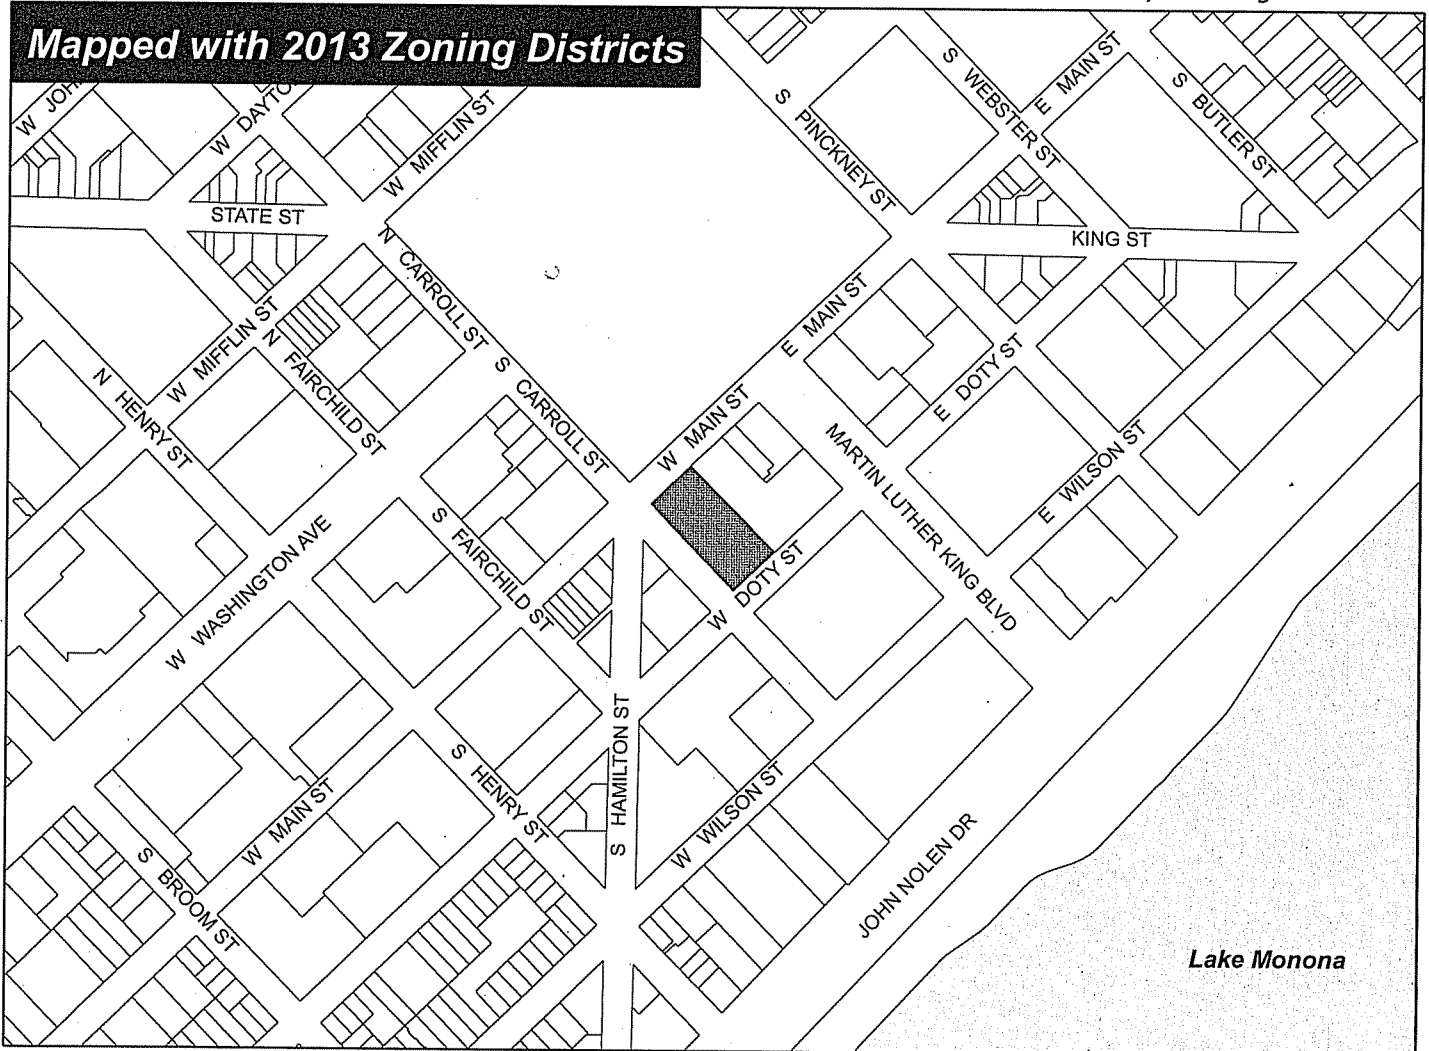 Mapped with 2013 Zoning Districts
W DAYTO
W MIFFLIN ST
STATE ST
N CARROLL ST
S CARROLL ST
S PINCKNEY ST
S WEBSTER ST
E MAIN ST
S BUTLER ST
KING ST
E MAIN ST
W MAIN ST
E DOTY ST
MARTIN LUTHER KING BLVD
E WILSON ST
W MIFFLIN ST
N FAIRCHILD ST
N HENRY ST
W WASHINGTON AVE
S FAIRCHILD ST
W DOTY ST
S HAMILTON ST
S HENRY ST
W WILSON ST
W MAIN ST
S BROOM ST
JOHN NOLEN DR
Lake Monona